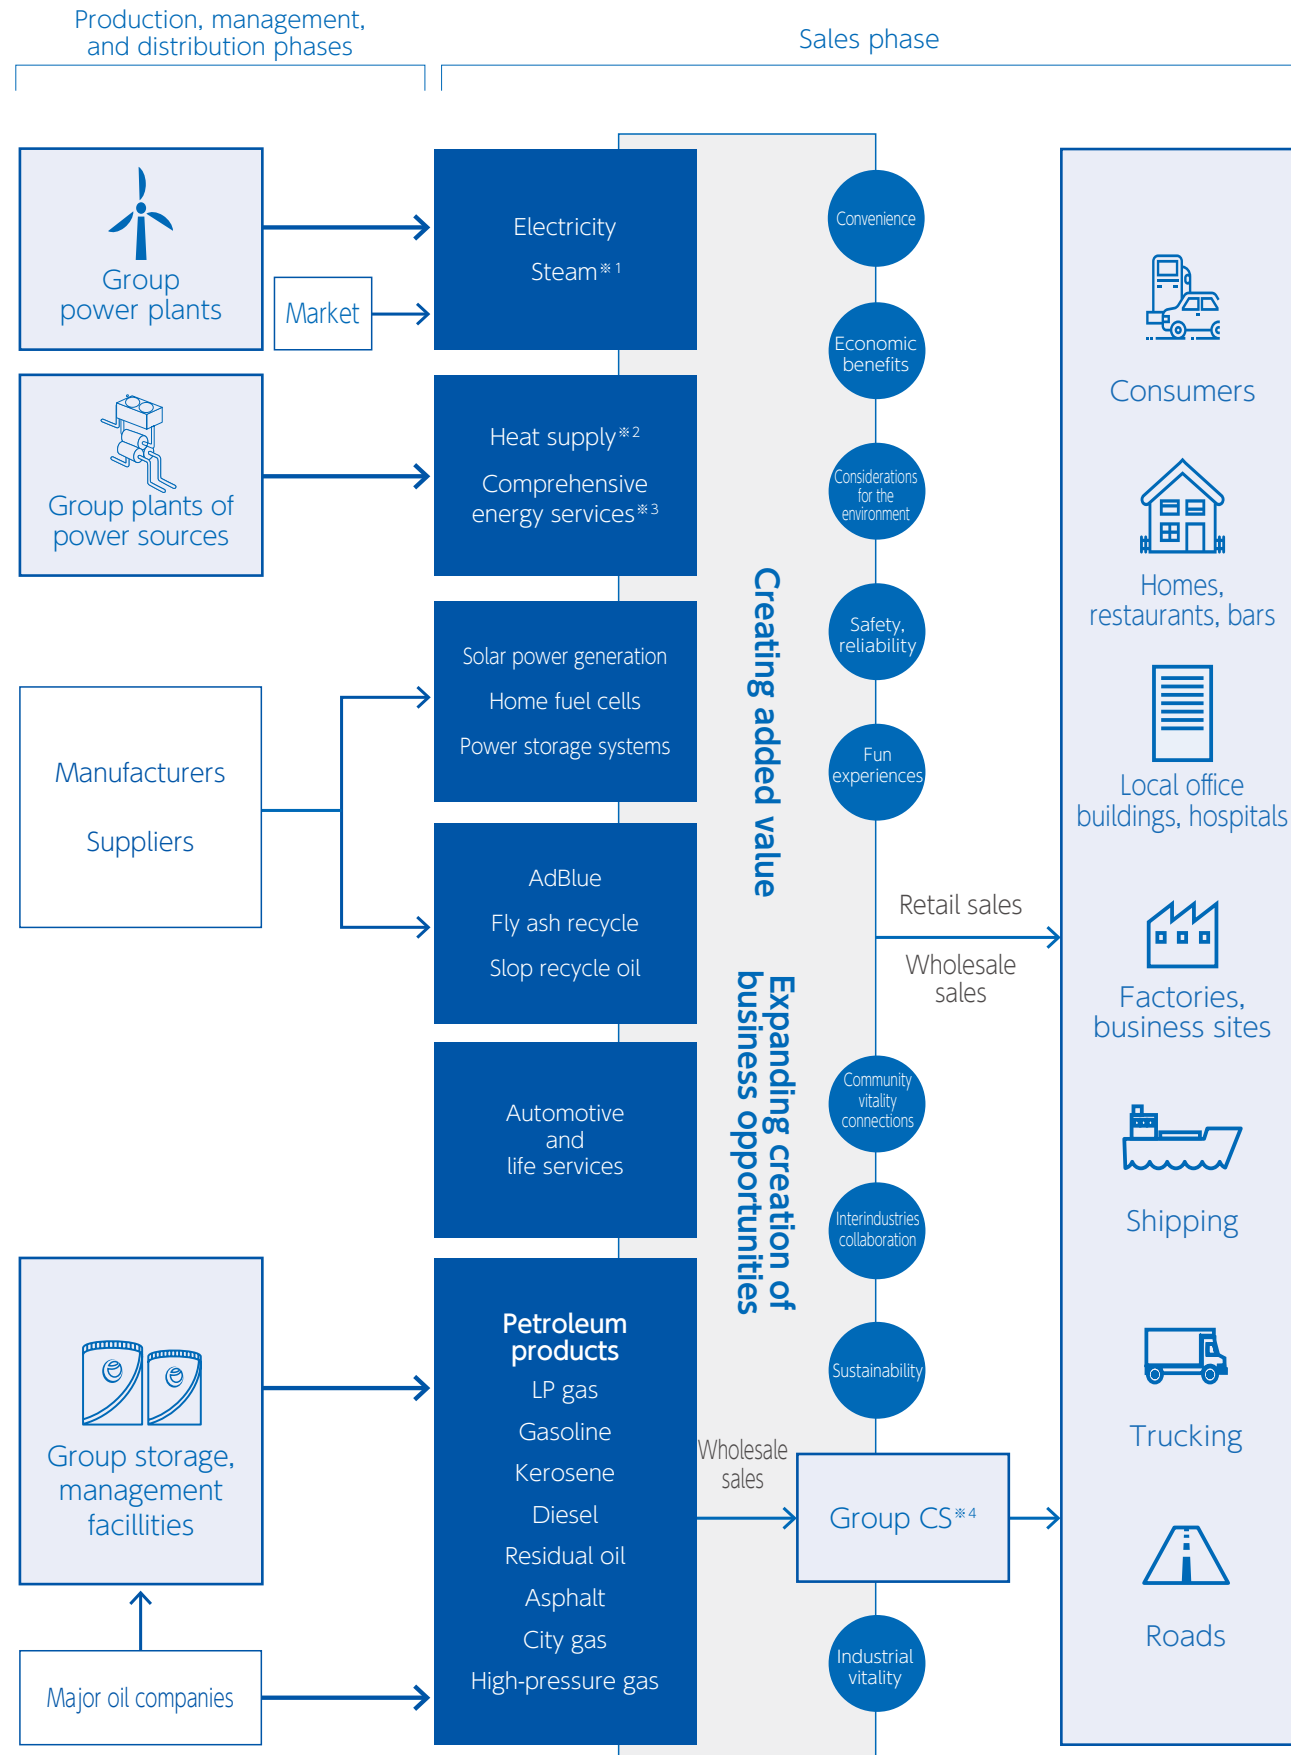 Production, management,
and distribution phases
Sales phase
Group
power plants
Market
Group plants of
power sources
Manufacturers
Suppliers
Group storage,
management
facillities
Major oil companies
Electricity
Steam※1
Heat supply※2
Comprehensive
energy services※3
Solar power generation
Home fuel cells
Power storage systems
AdBlue
Fly ash recycle
Slop recycle oil
Automotive
and
life services
Petroleum
products
LP gas
Gasoline
Kerosene
Diesel
Residual oil
Asphalt
City gas
High-pressure gas
Creating added value
Expanding creation of
business opportunities
Convenience
Economic
benefits
Considerations
for the
environment
Safety,
reliability
Fun
experiences
Community
vitality
connections
Interindustries
collaboration
Sustainability
Wholesale
sales
Group CS※4
Industrial
vitality
Retail sales
Wholesale
sales
Consumers
Homes,
restaurants, bars
Local office
buildings, hospitals
Factories,
business sites
Shipping
Trucking
Roads